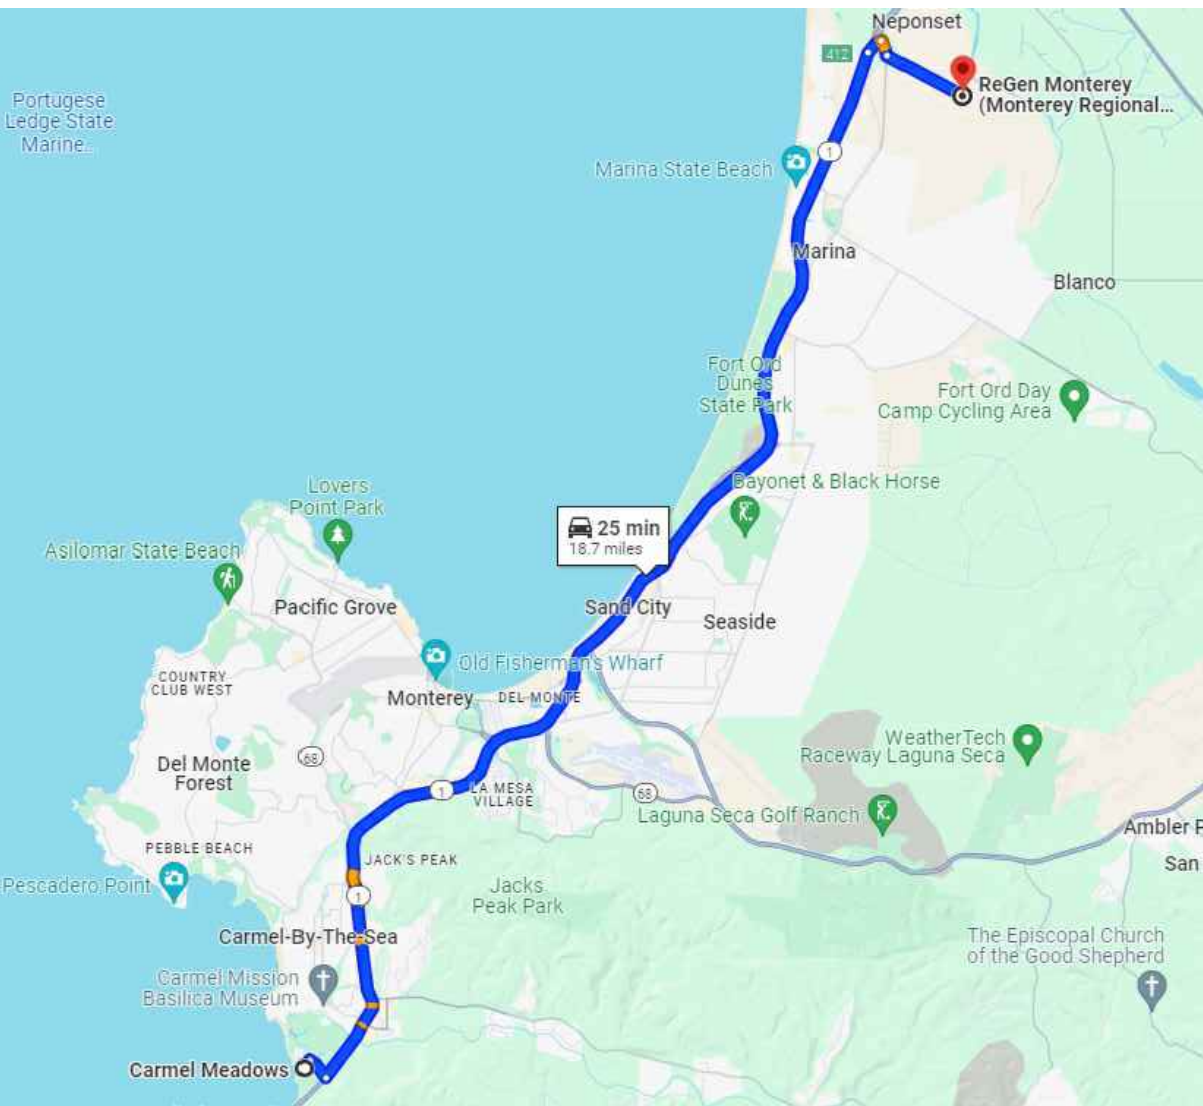 Neponset
412
ReGen Monterey
(Monterey Regional...
Portugese
Ledge State
Marine...
1
Marina State Beach
Marina
Blanco
Fort Ord
Dunes
State Park
Fort Ord Day
Camp Cycling Area
Bayonet & Black Horse
Lovers
Point Park
25 min
18.7 miles
Asilomar State Beach
Pacific Grove
Sand City
Seaside
Old Fisherman's Wharf
COUNTRY
CLUB WEST
Monterey
DEL MONTE
WeatherTech
Raceway Laguna Seca
68
Del Monte
Forest
1
LA MESA
VILLAGE
68
Laguna Seca Golf Ranch
Ambler P
San
PEBBLE BEACH
JACK'S PEAK
Pescadero Point
1
Jacks
Peak Park
Carmel-By-The-Sea
The Episcopal Church
of the Good Shepherd
Carmel Mission
Basilica Museum
Carmel Meadows